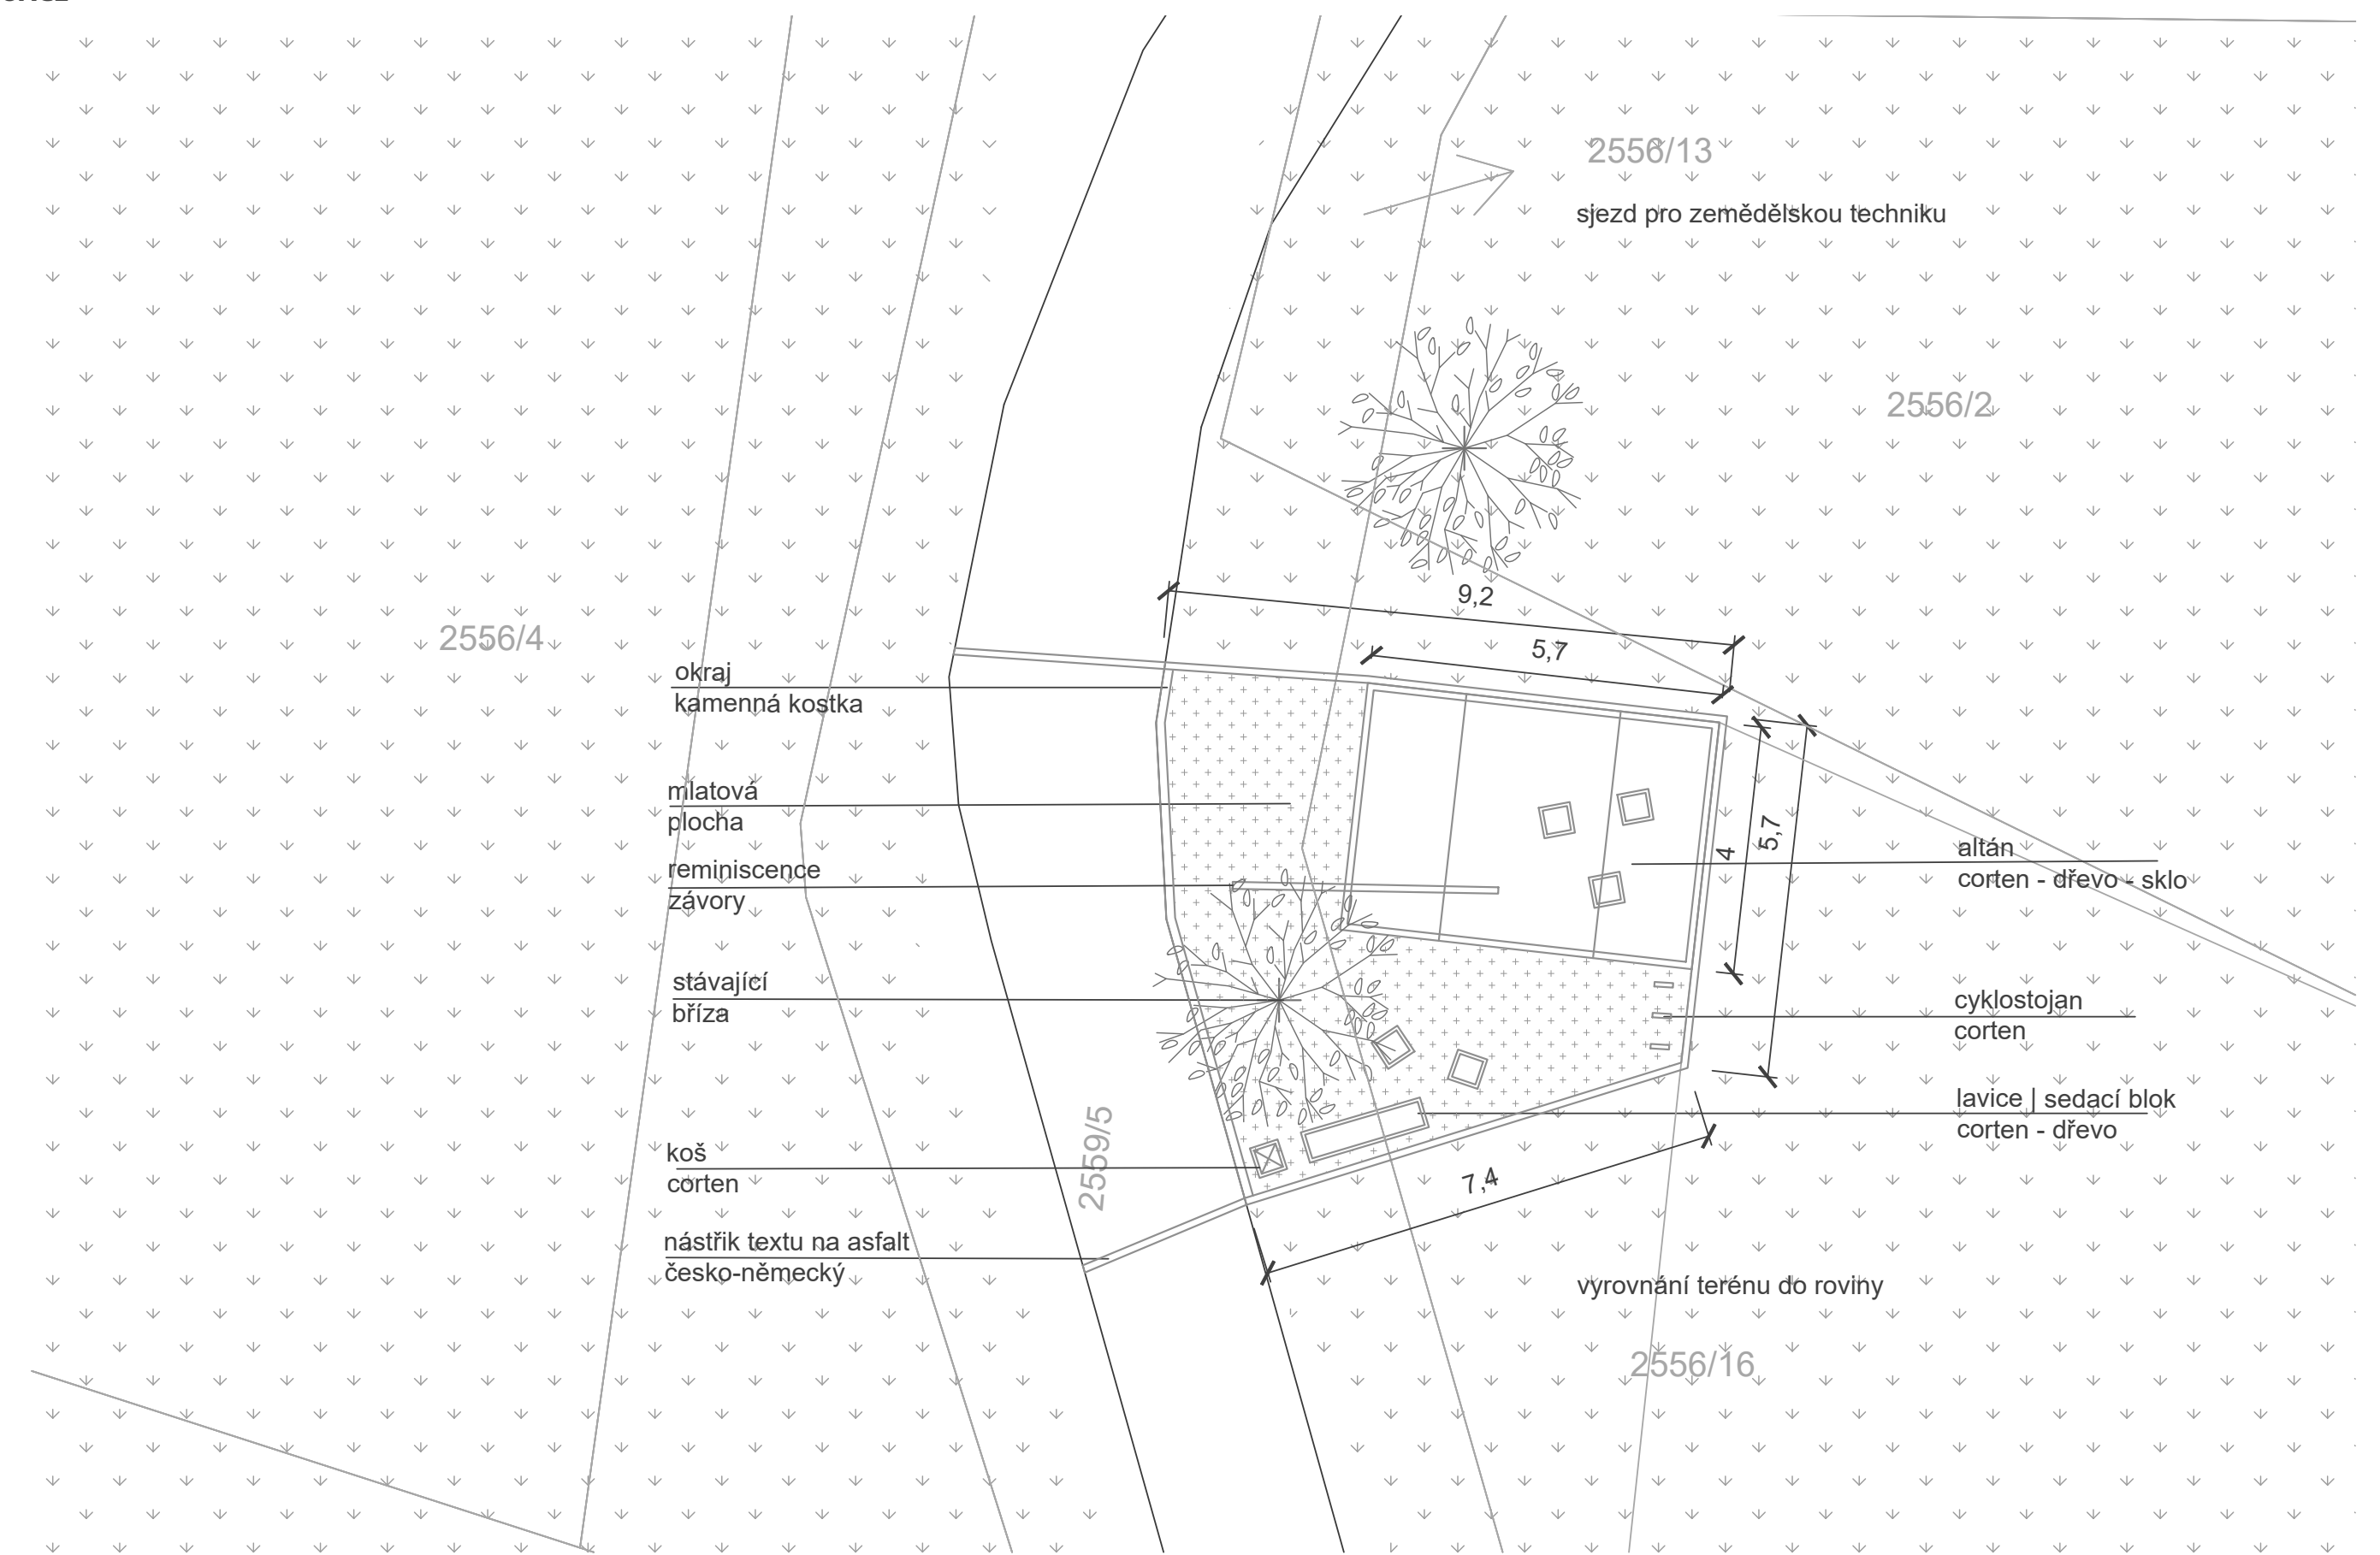 2556/13
sjezd pro zemědělskou techniku
2556/2
9,2
5,7
2556/4
okraj
kamenná kostka
mlatová
plocha
reminiscence
závory
stávající
bříza
koš
corten
nástřik textu na asfalt
česko-německý
2559/5
4
5,7
altán
corten - dřevo - sklo
cyklostojan
corten
lavice | sedací blok
corten - dřevo
7,4
vyrovnání terénu do roviny
2556/16